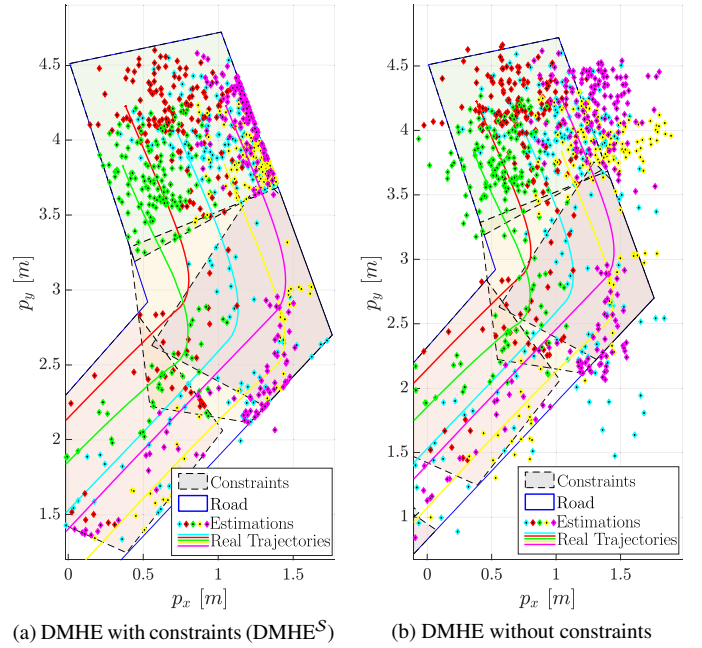 4.5
4
3.5
3
2.5
2
1.5
0
0.5
1
1.5
p_y [m]
p_x [m]
Constraints
Road
Estimations
Real Trajectories
(a) DMHE with constraints (DMHE^S)
4.5
4
3.5
3
2.5
2
1.5
1
0
0.5
1
1.5
p_y [m]
p_x [m]
Constraints
Road
Estimations
Real Trajectories
(b) DMHE without constraints